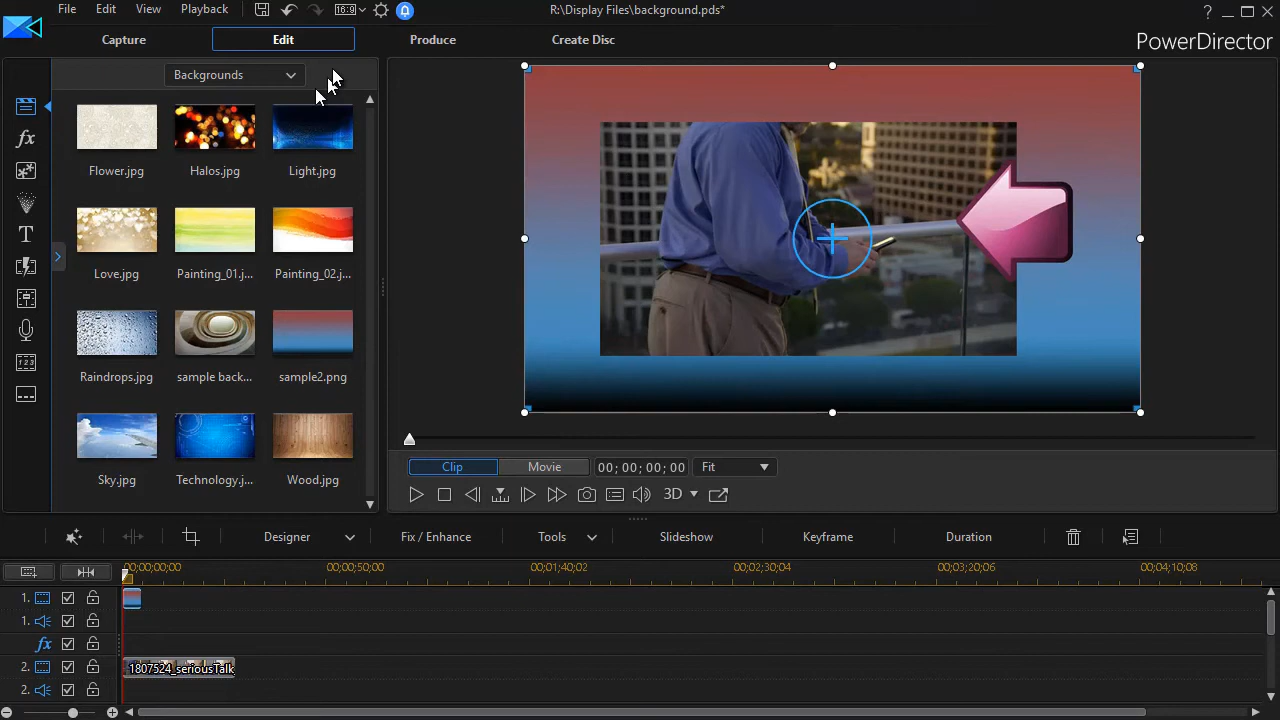 File Edit View Playback 16:9 R:\Display Files\background.pds* ?
Capture Edit Produce Create Disc PowerDirector
Backgrounds
Flower.jpg Halos.jpg Light.jpg
Love.jpg Painting_01.j... Painting_02.j...
Raindrops.jpg sample back... sample2.png
Sky.jpg Technology.j... Wood.jpg
fx
T
Clip Movie 00; 00; 00; 00 Fit
3D
Designer Fix / Enhance Tools Slideshow Keyframe Duration
00;00;00;00 00;00;50;00 00;01;40;02 00;02;30;04 00;03;20;06 00;04;10;08
1.
1.
fx
2. 1807524_seriousTalk
2.